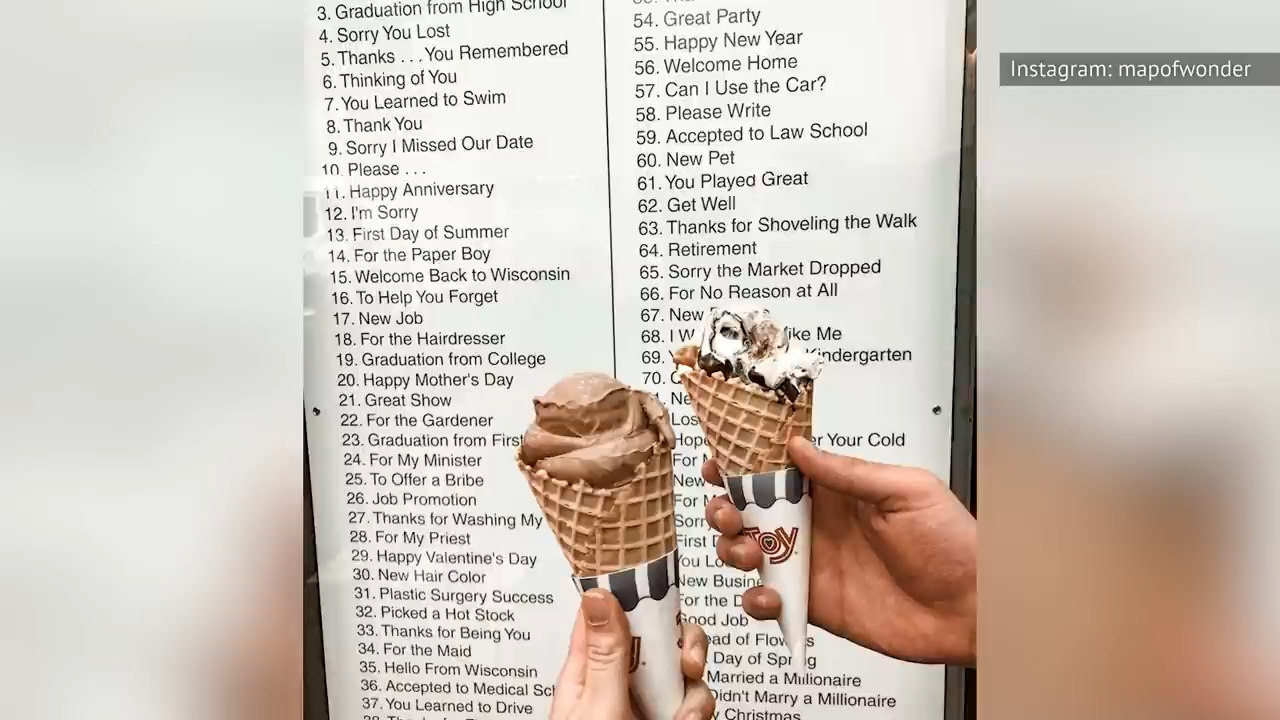 3. Graduation from High School
4. Sorry You Lost
5. Thanks . . . You Remembered
6. Thinking of You
7. You Learned to Swim
8. Thank You
9. Sorry I Missed Our Date
10. Please . . .
11. Happy Anniversary
12. I'm Sorry
13. First Day of Summer
14. For the Paper Boy
15. Welcome Back to Wisconsin
16. To Help You Forget
17. New Job
18. For the Hairdresser
19. Graduation from College
20. Happy Mother's Day
21. Great Show
22. For the Gardener
23. Graduation from First
24. For My Minister
25. To Offer a Bribe
26. Job Promotion
27. Thanks for Washing My
28. For My Priest
29. Happy Valentine's Day
30. New Hair Color
31. Plastic Surgery Success
32. Picked a Hot Stock
33. Thanks for Being You
34. For the Maid
35. Hello From Wisconsin
36. Accepted to Medical
37. You Learned to Drive
54. Great Party
55. Happy New Year
56. Welcome Home
57. Can I Use the Car?
58. Please Write
59. Accepted to Law School
60. New Pet
61. You Played Great
62. Get Well
63. Thanks for Shoveling the Walk
64. Retirement
65. Sorry the Market Dropped
66. For No Reason at All
67. New
68. I Me
69. Kindergarten
70.
Your Cold
For
New
For
Sorry
First
You
New
For the
Good Job
of
Day of
Married a Millionaire
Didn't Marry a Millionaire
Christmas
Toy
Instagram: mapofwonder